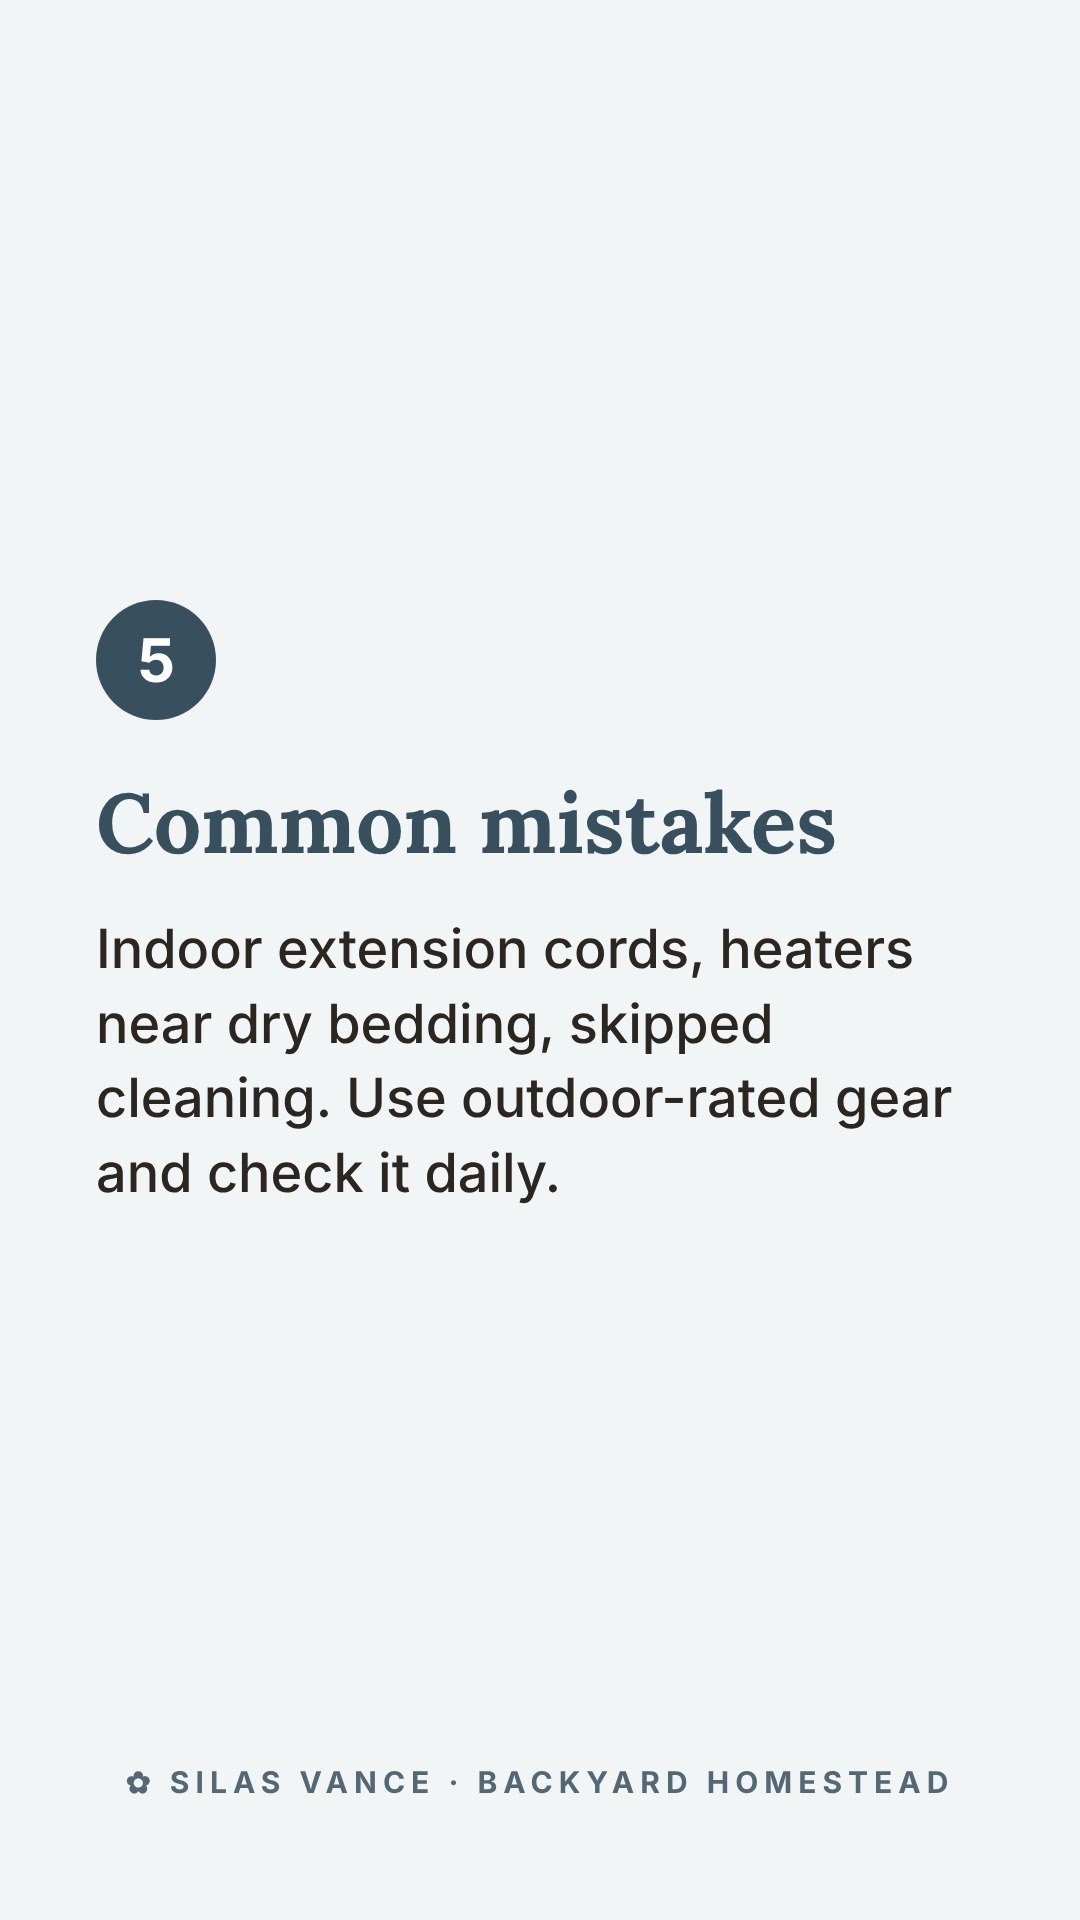 5
Common mistakes
Indoor extension cords, heaters
near dry bedding, skipped
cleaning. Use outdoor-rated gear
and check it daily.
✿ SILAS VANCE · BACKYARD HOMESTEAD